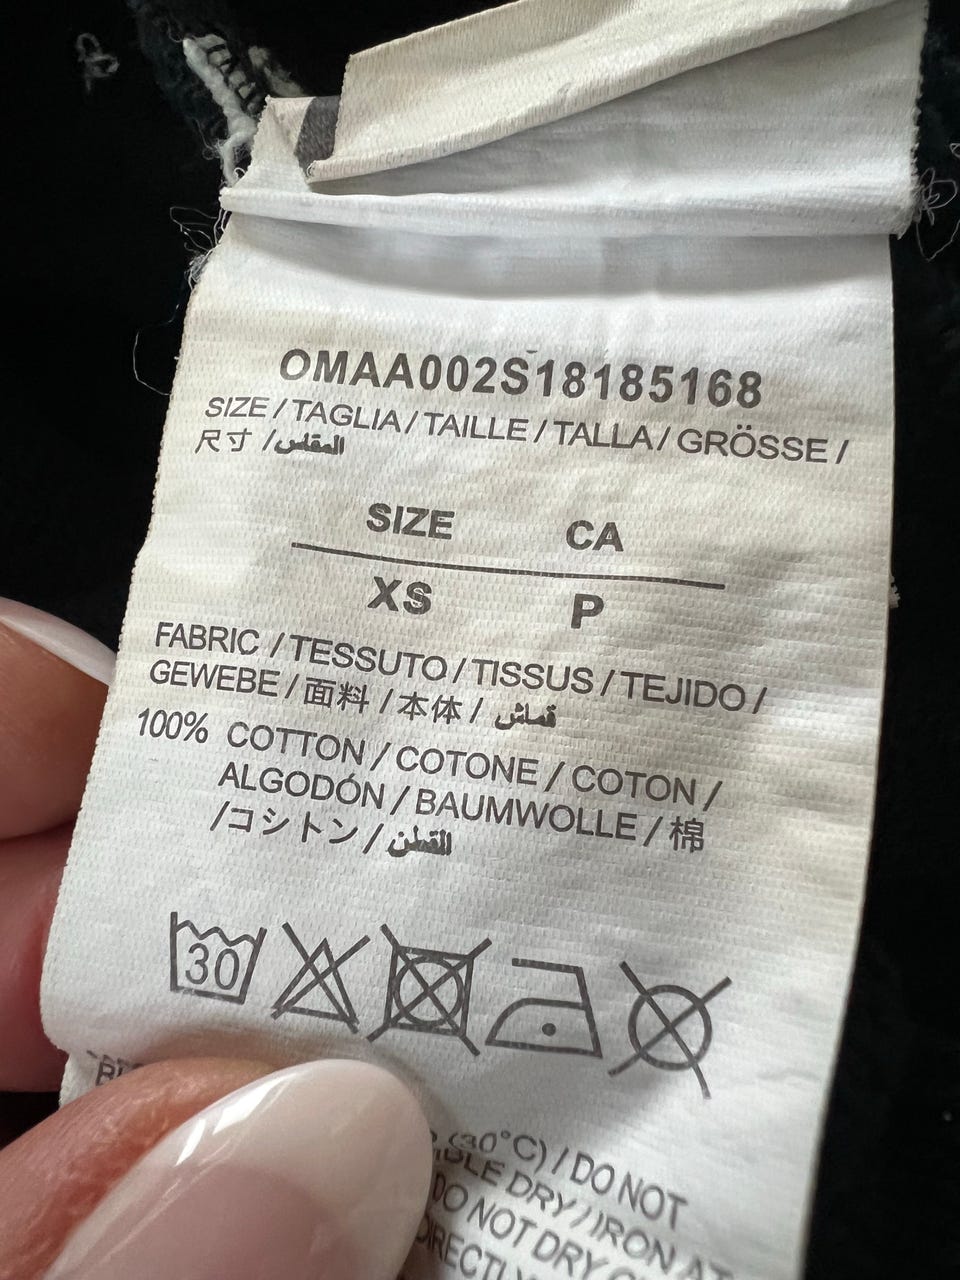 OMAA002S18185168
SIZE / TAGLIA / TAILLE / TALLA / GRÖSSE /
尺寸 / المقاس
SIZE CA
XS P
FABRIC / TESSUTO / TISSUS / TEJIDO /
GEWEBE / 面料 / 本体 / قماش
100% COTTON / COTONE / COTON /
ALGODÓN / BAUMWOLLE / 棉
/コシトン / القطن
30
(30°C) / DO NOT
DRY / IRON AT
DO NOT DRY